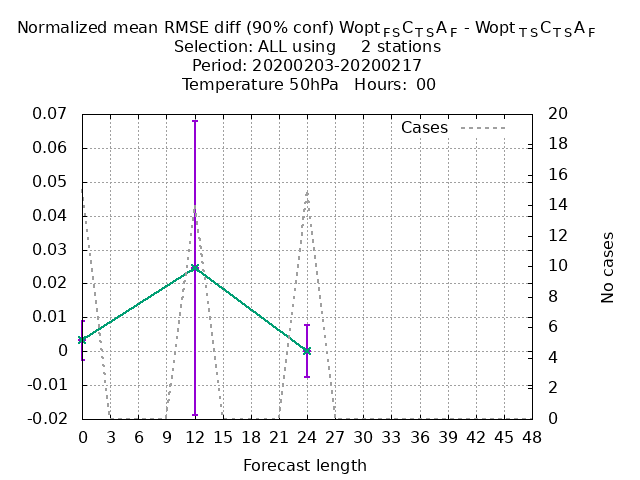 Normalized mean RMSE diff (90% conf) Wopt FS C TS A F - Wopt TS C TS A F
Selection: ALL using 2 stations
Period: 20200203-20200217
Temperature 50hPa Hours: 00
Cases
0.07
0.06
0.05
0.04
0.03
0.02
0.01
0
-0.01
-0.02
20
18
16
14
12
10
8
6
4
2
0
No cases
0 3 6 9 12 15 18 21 24 27 30 33 36 39 42 45 48
Forecast length